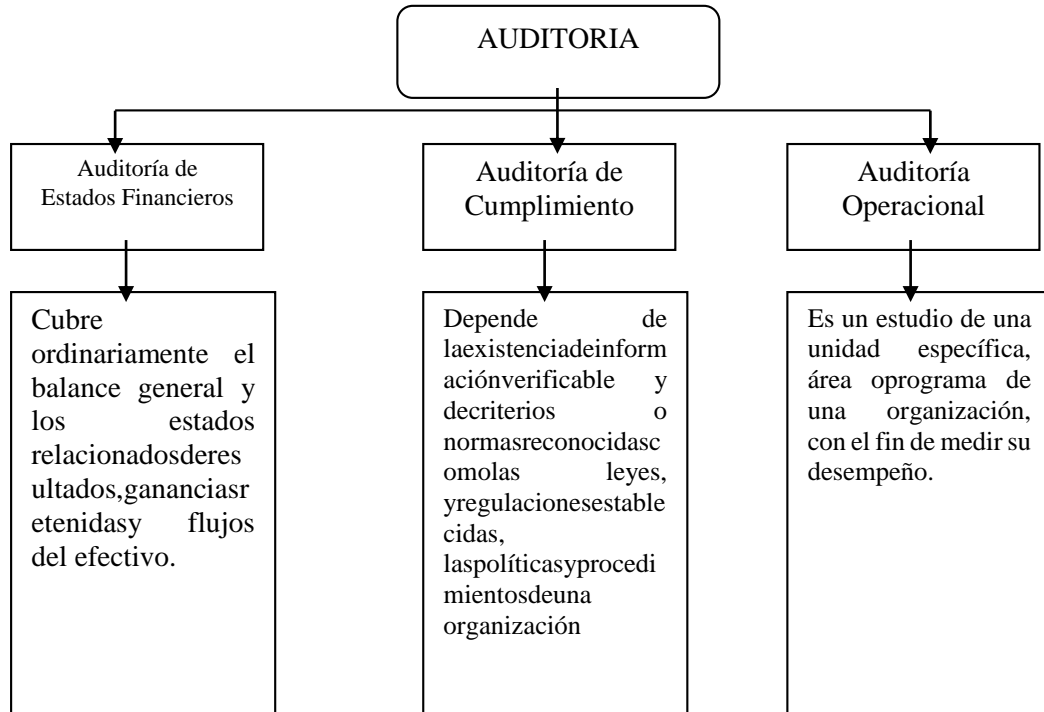 AUDITORIA
Auditoría de
Estados Financieros
Auditoría de
Cumplimiento
Auditoría
Operacional
Cubre
ordinariamente el
balance general y
los estados
relacionadosderes
ultados,gananciasr
etenidasy flujos
del efectivo.
Depende de
laexistenciadeinform
aciónverificable y
decriterios o
normasreconocidasc
omolas leyes,
yregulacionesestable
cidas,
laspolíticasyprocedi
mientosdeuna
organización
Es un estudio de una
unidad específica,
área oprograma de
una organización,
con el fin de medir su
desempeño.